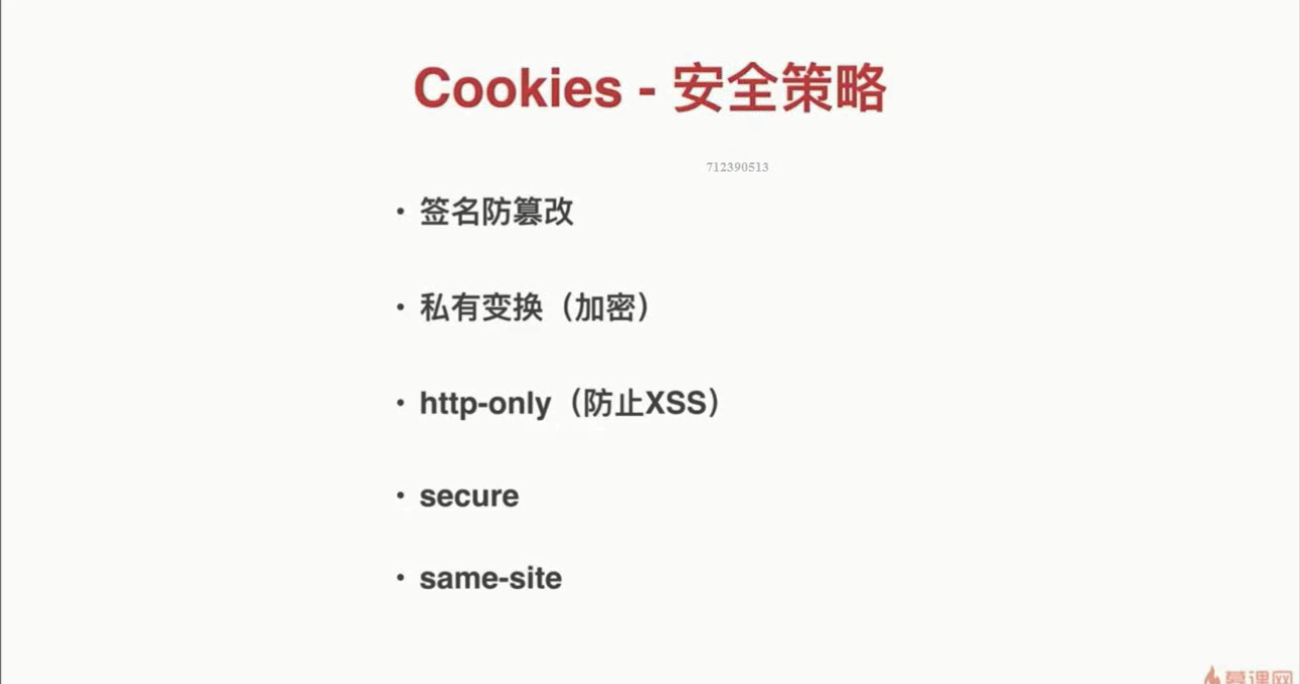 Cookies - 安全策略
712390513
• 签名防篡改
• 私有变换（加密）
• http-only（防止XSS）
• secure
• same-site
慕课网